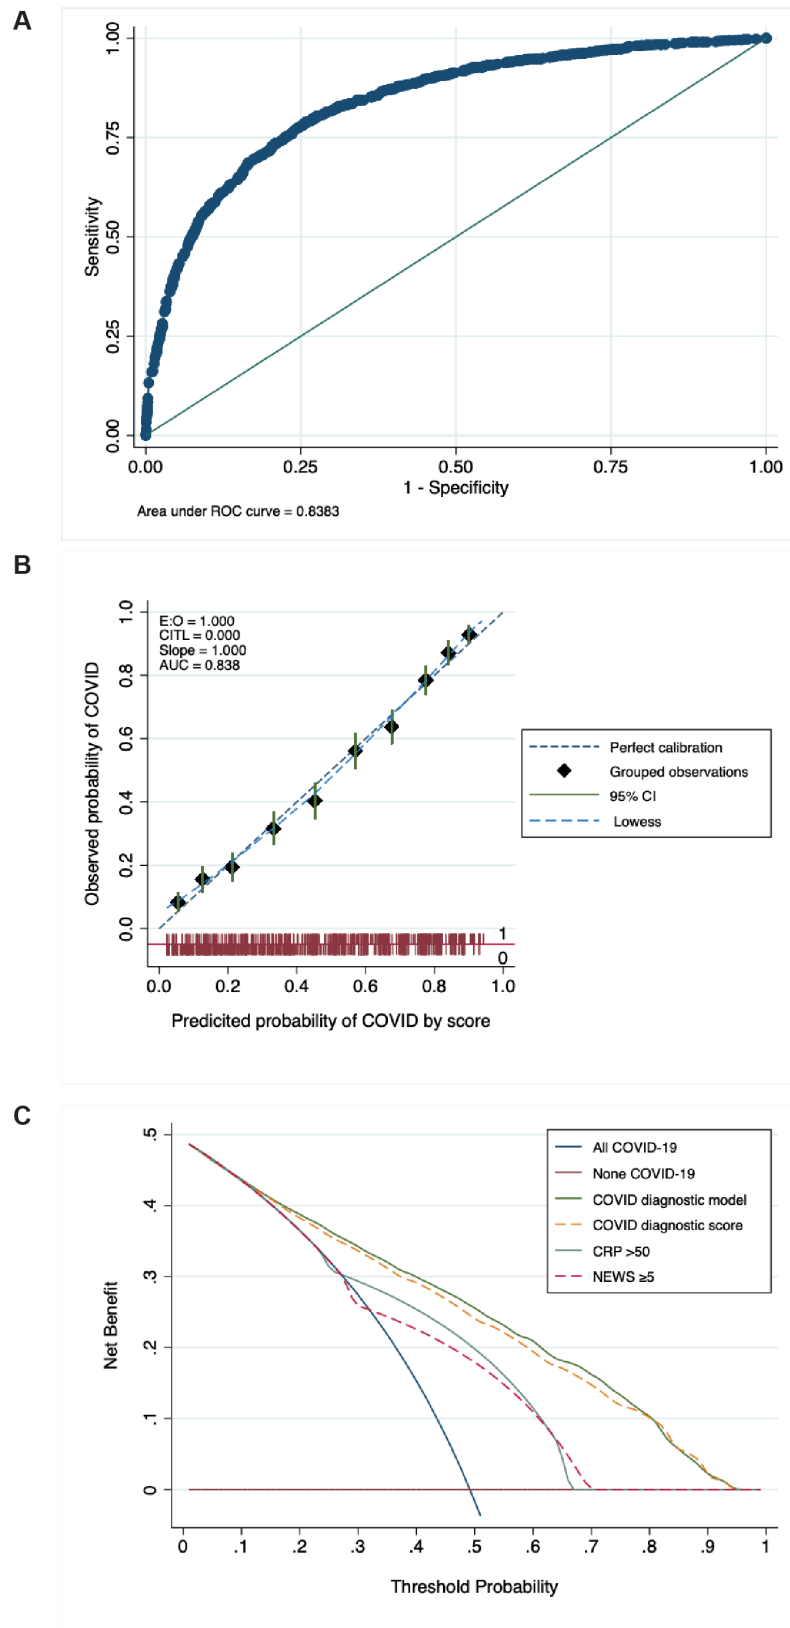 A
1.00
0.75
0.50
0.25
0.00
Sensitivity
0.00 0.25 0.50 0.75 1.00
1 - Specificity
Area under ROC curve = 0.8383
B
E:O = 1.000
CITL = 0.000
Slope = 1.000
AUC = 0.838
1.0
0.8
0.6
0.4
0.2
0.0
Observed probability of COVID
1
0
0.0 0.2 0.4 0.6 0.8 1.0
Predicited probability of COVID by score
Perfect calibration
Grouped observations
95% CI
Lowess
C
.5
.4
.3
.2
.1
0
Net Benefit
All COVID-19
None COVID-19
COVID diagnostic model
COVID diagnostic score
CRP >50
NEWS ≥5
0 .1 .2 .3 .4 .5 .6 .7 .8 .9 1
Threshold Probability